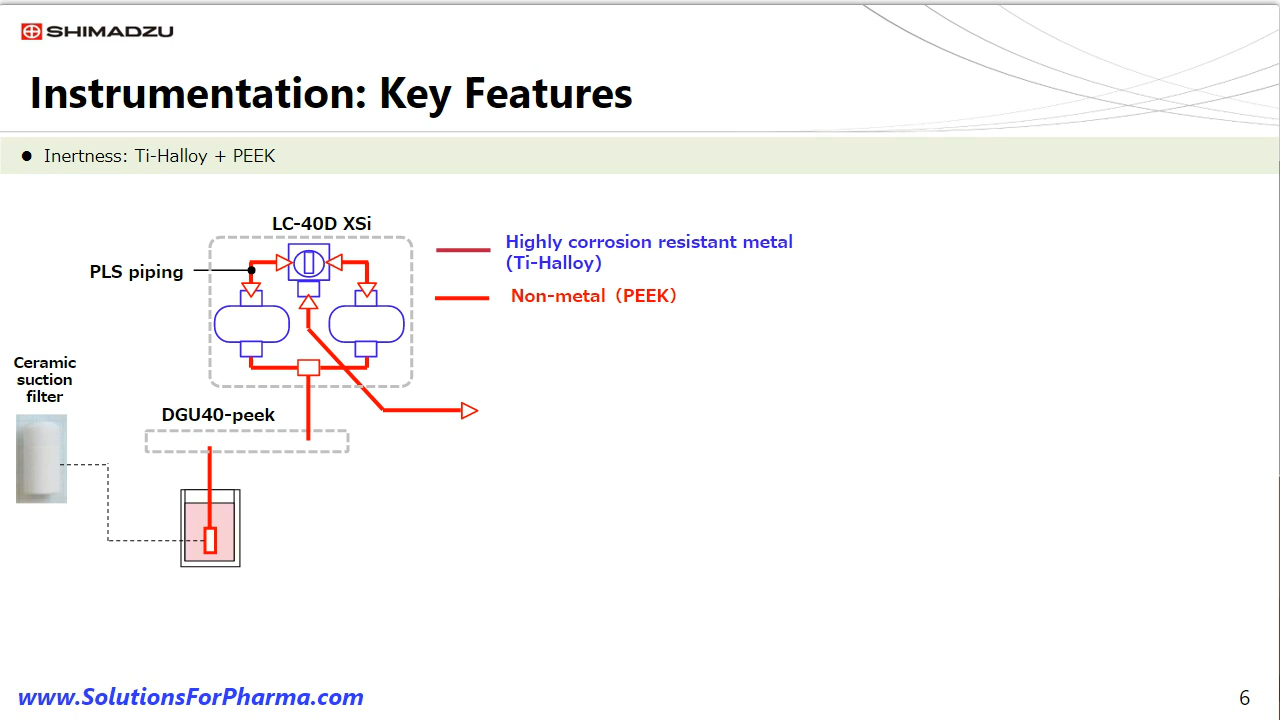 SHIMADZU
Instrumentation: Key Features
● Inertness: Ti-Halloy + PEEK
LC-40D XSi
PLS piping
Highly corrosion resistant metal
(Ti-Halloy)
Non-metal（PEEK）
Ceramic
suction
filter
DGU40-peek
www.SolutionsForPharma.com
6